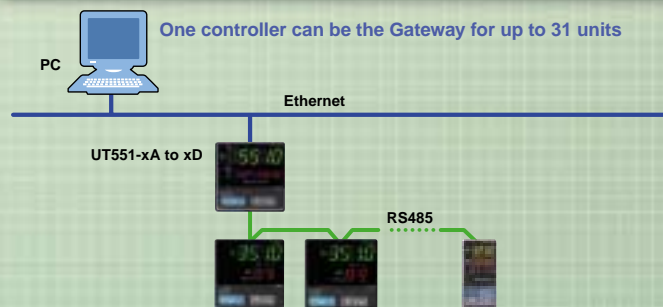 One controller can be the Gateway for up to 31 units
PC
Ethernet
UT551-xA to xD
RS485